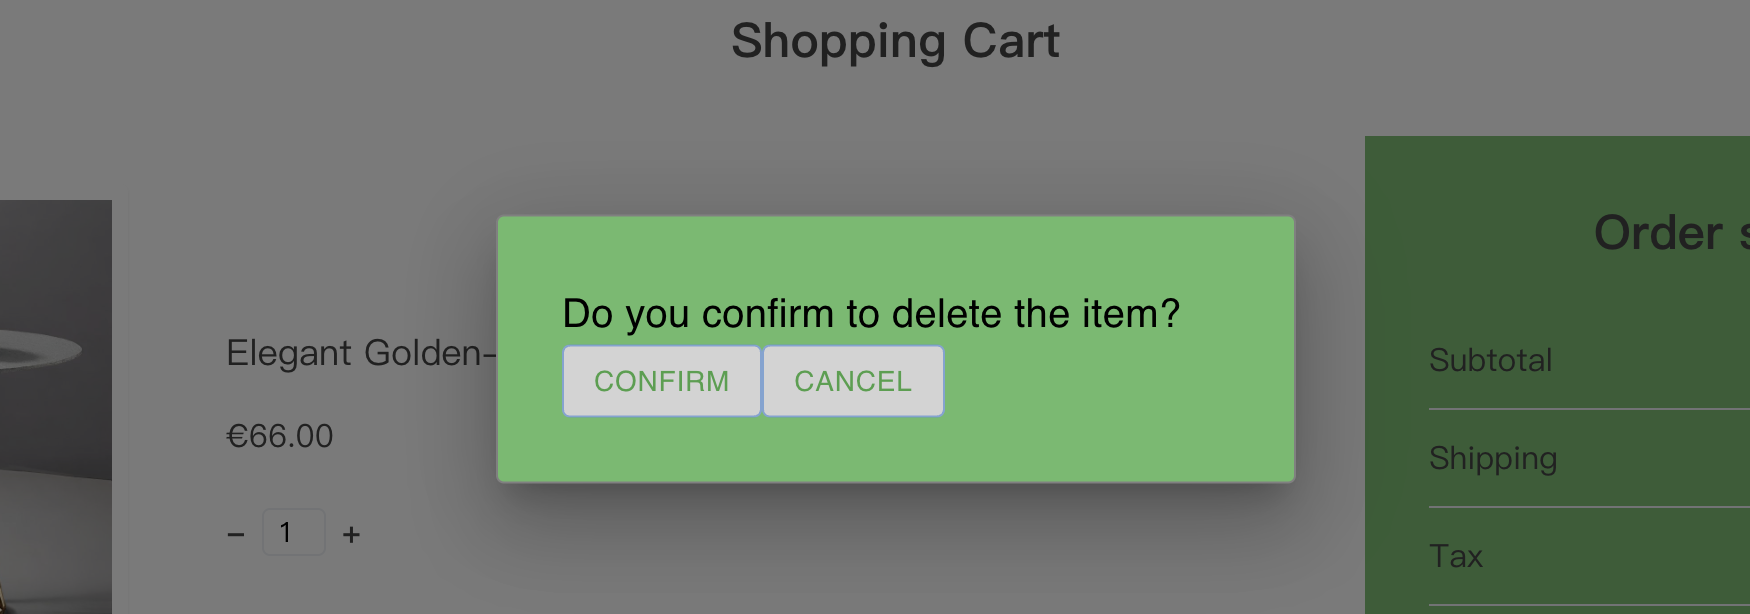 Shopping Cart
Do you confirm to delete the item?
CONFIRM CANCEL
Elegant Golden-
€66.00
− 1 +
Order
Subtotal
Shipping
Tax